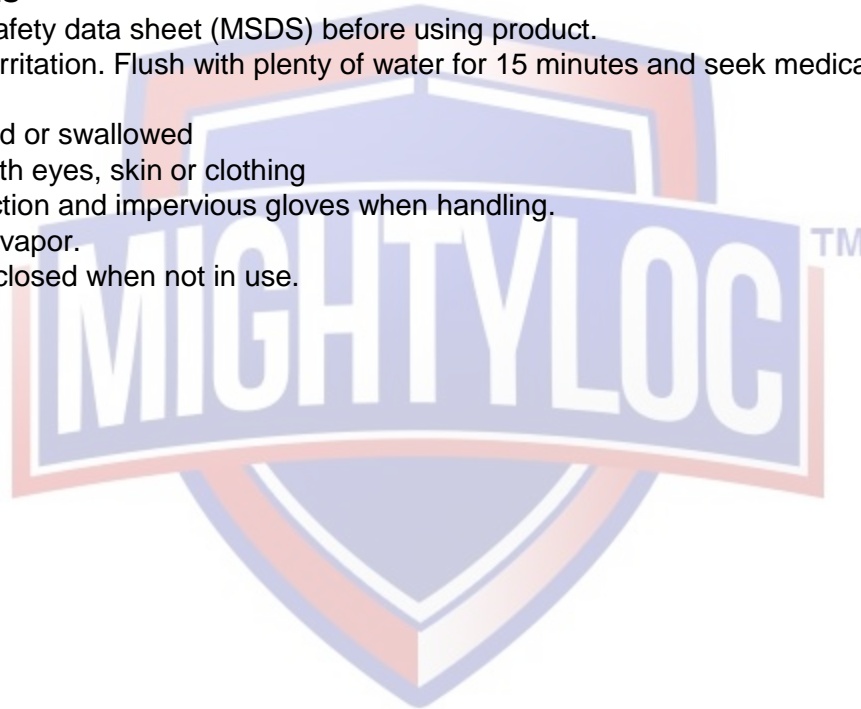 afety data sheet (MSDS) before using product.
rritation. Flush with plenty of water for 15 minutes and seek medica
d or swallowed
th eyes, skin or clothing
ction and impervious gloves when handling.
vapor.
closed when not in use.
MIGHTYLOC
TM